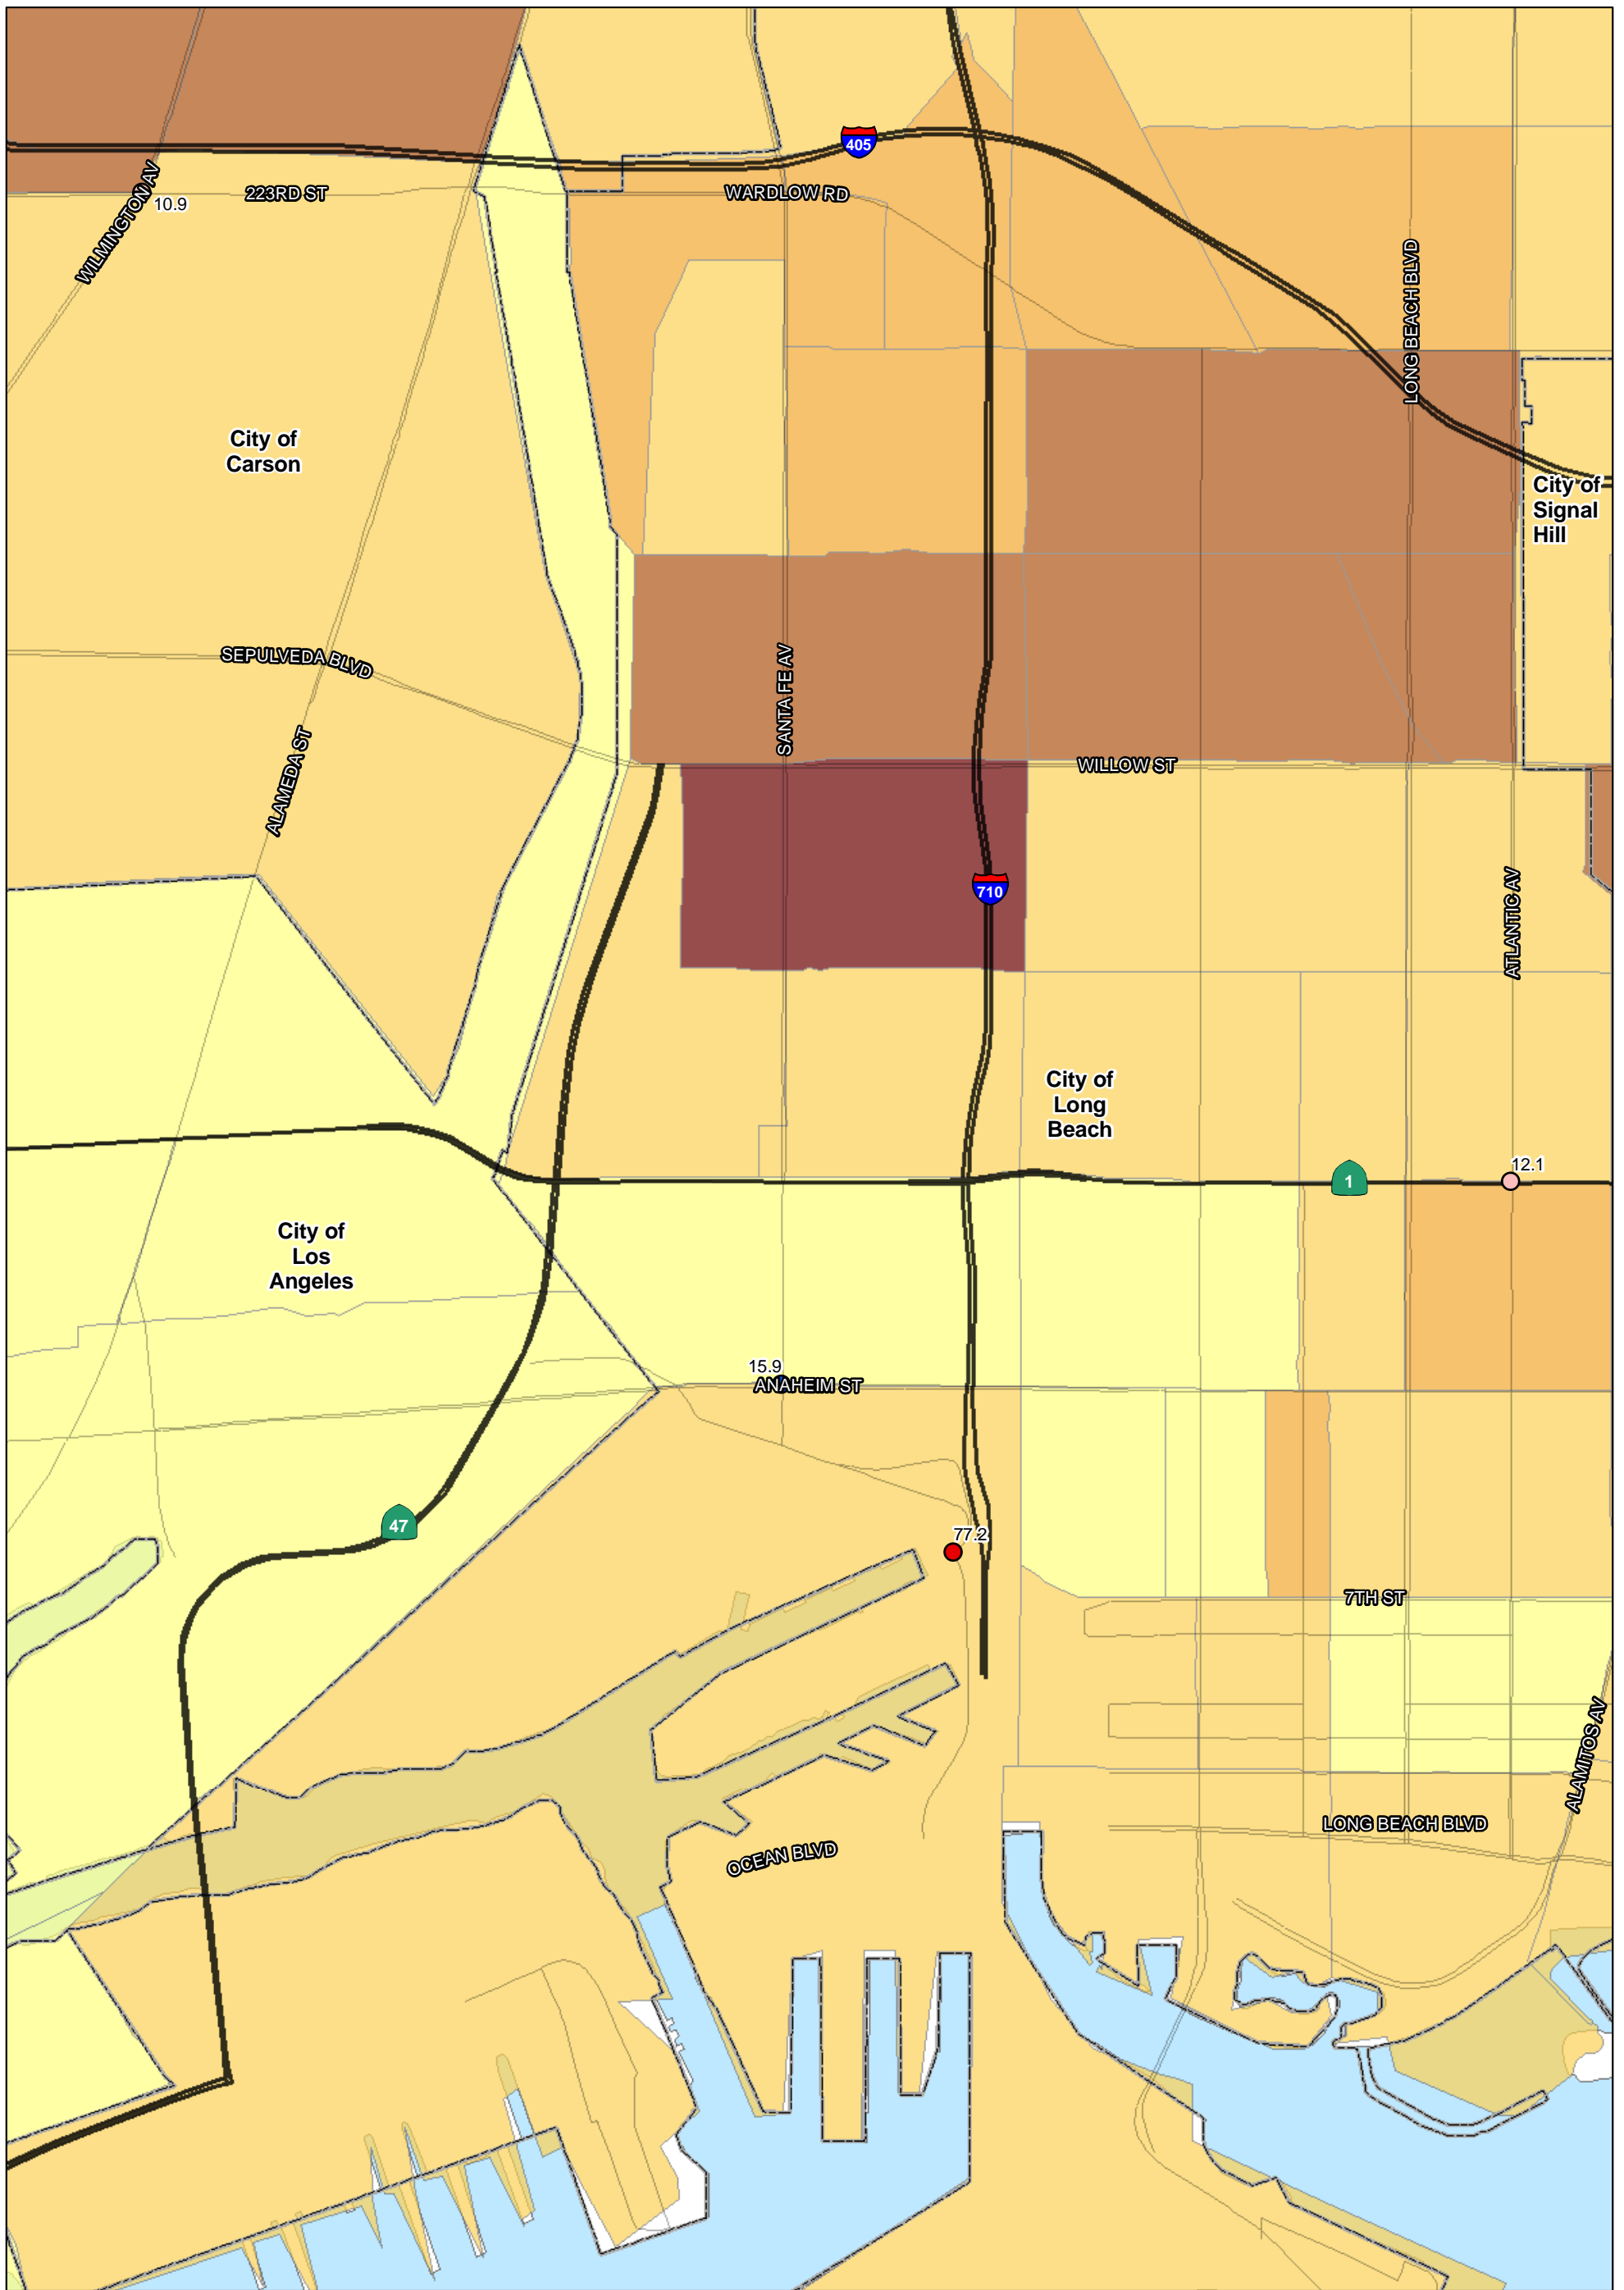 405
WARDLOW RD
223RD ST
WILMINGTON AV
10.9
LONG BEACH BLVD
City of
Carson
City of
Signal
Hill
SEPULVEDA BLVD
SANTA FE AV
ALAMEDA ST
WILLOW ST
710
ATLANTIC AV
City of
Long
Beach
12.1
1
City of
Los
Angeles
15.9
ANAHEIM ST
47
77.2
7TH ST
ALAMITOS AV
LONG BEACH BLVD
OCEAN BLVD